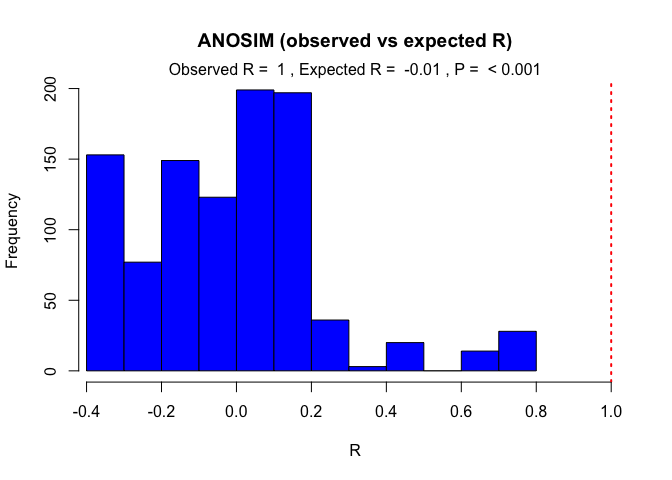 ANOSIM (observed vs expected R)
Observed R =  1 , Expected R =  -0.01 , P =  < 0.001
200
150
100
50
0
Frequency
-0.4 -0.2 0.0 0.2 0.4 0.6 0.8 1.0
R